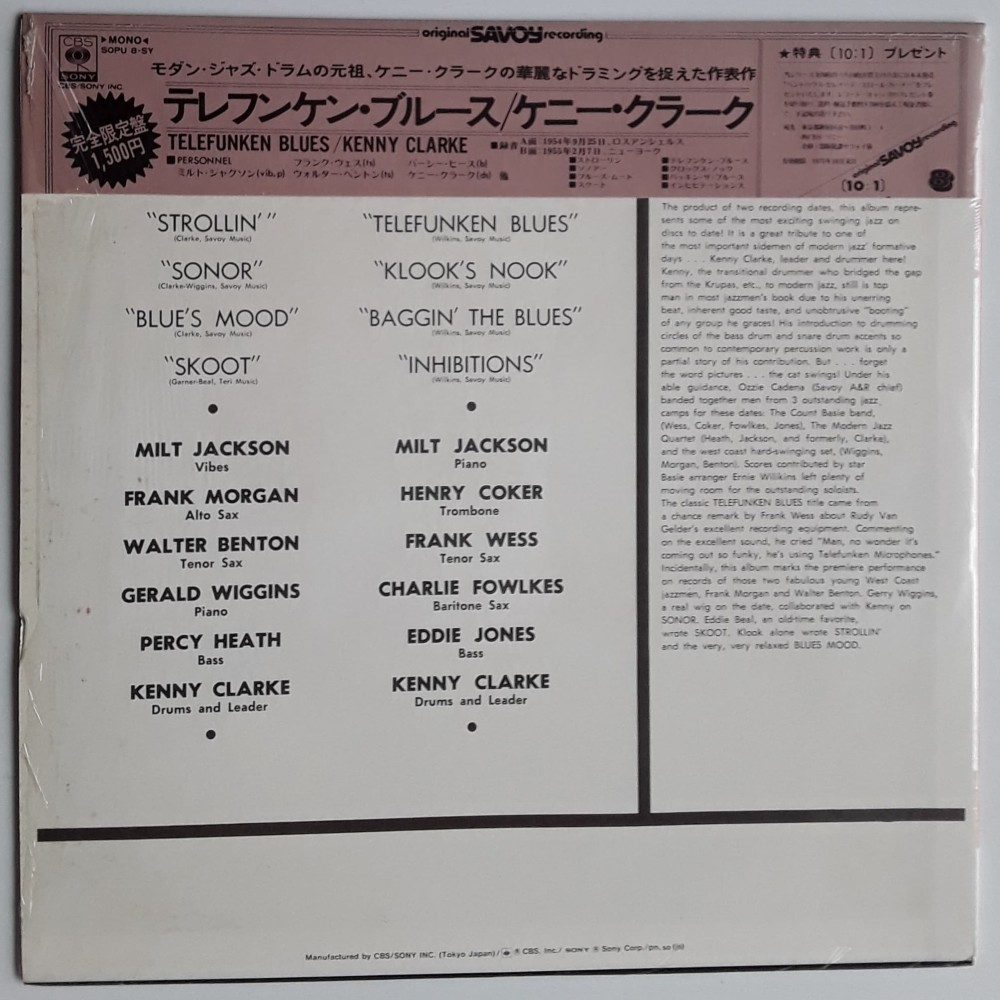 original SAVOY recording
CBS
SONY
CBS/SONY INC
▶MONO◀
SOPU 8-SY
モダン・ジャズ・ドラムの元祖、ケニー・クラークの華麗なドラミングを捉えた作表作
テレフンケン・ブルース/ケニー・クラーク
完全限定盤
1,500円
TELEFUNKEN BLUES/KENNY CLARKE
■録音 A面:1954年9月25日、ロスアンジェルス
B面:1955年2月7日、ニューヨーク
■PERSONNEL
フランク・ウェス(ts) パーシー・ヒース(b)
ミルト・ジャクソン(vib,p) ウォルター・ベントン(ts) ケニー・クラーク(ds) 他
■ストローリン ■テレフンケン・ブルース
■ソノアー ■クロックス・ノック
■ブルース・ムード ■バッギン・ザ・ブルース
■スクート ■インヒビテーションス
★特典〔10:1〕プレゼント
original SAVOY recording
〔10:1〕
8
"STROLLIN'"
(Clarke, Savoy Music)
"SONOR"
(Clarke-Wiggins, Savoy Music)
"BLUE'S MOOD"
(Clarke, Savoy Music)
"SKOOT"
(Garner-Beal, Teri Music)
●
MILT JACKSON
Vibes
FRANK MORGAN
Alto Sax
WALTER BENTON
Tenor Sax
GERALD WIGGINS
Piano
PERCY HEATH
Bass
KENNY CLARKE
Drums and Leader
●
"TELEFUNKEN BLUES"
(Wilkins, Savoy Music)
"KLOOK'S NOOK"
(Wilkins, Savoy Music)
"BAGGIN' THE BLUES"
(Wilkins, Savoy Music)
"INHIBITIONS"
(Wilkins, Savoy Music)
●
MILT JACKSON
Piano
HENRY COKER
Trombone
FRANK WESS
Tenor Sax
CHARLIE FOWLKES
Baritone Sax
EDDIE JONES
Bass
KENNY CLARKE
Drums and Leader
●
The product of two recording dates, this album repre-
sents some of the most exciting swinging jazz on
discs to date! It is a great tribute to one of
the most important sidemen of modern jazz' formative
days . . . Kenny Clarke, leader and drummer here!
Kenny, the transitional drummer who bridged the gap
from the Krupas, etc., to modern jazz, still is top
man in most jazzmen's book due to his unerring
beat, inherent good taste, and unobtrusive "booting"
of any group he graces! His introduction to drumming
circles of the bass drum and snare drum accents so
common to contemporary percussion work is only a
partial story of his contribution. But . . . forget
the word pictures . . . the cat swings! Under his
able guidance, Ozzie Cadena (Savoy A&R chief)
banded together men from 3 outstanding jazz
camps for these dates: The Count Basie band,
(Wess, Coker, Fowlkes, Jones), The Modern Jazz
Quartet (Heath, Jackson, and formerly, Clarke),
and the west coast hard-swinging set, (Wiggins,
Morgan, Benton). Scores contributed by star
Basie arranger Ernie Wilikins left plenty of
moving room for the outstanding soloists.
The classic TELEFUNKEN BLUES title came from
a chance remark by Frank Wess about Rudy Van
Gelder's excellent recording equipment. Commenting
on the excellent sound, he cried "Man, no wonder it's
coming out so funky, he's using Telefunken Microphones."
Incidentally, this album marks the premiere performance
on records of those two fabulous young West Coast
jazzmen, Frank Morgan and Walter Benton. Gerry Wiggins,
a real wig on the date, collaborated with Kenny on
SONOR. Eddie Beal, an old-time favorite,
wrote SKOOT. Klook alone wrote STROLLIN'
and the very, very relaxed BLUES MOOD.
Manufactured by CBS/SONY INC. (Tokyo Japan)/ ® CBS, Inc./ SONY ® Sony Corp./pn, so (jn)